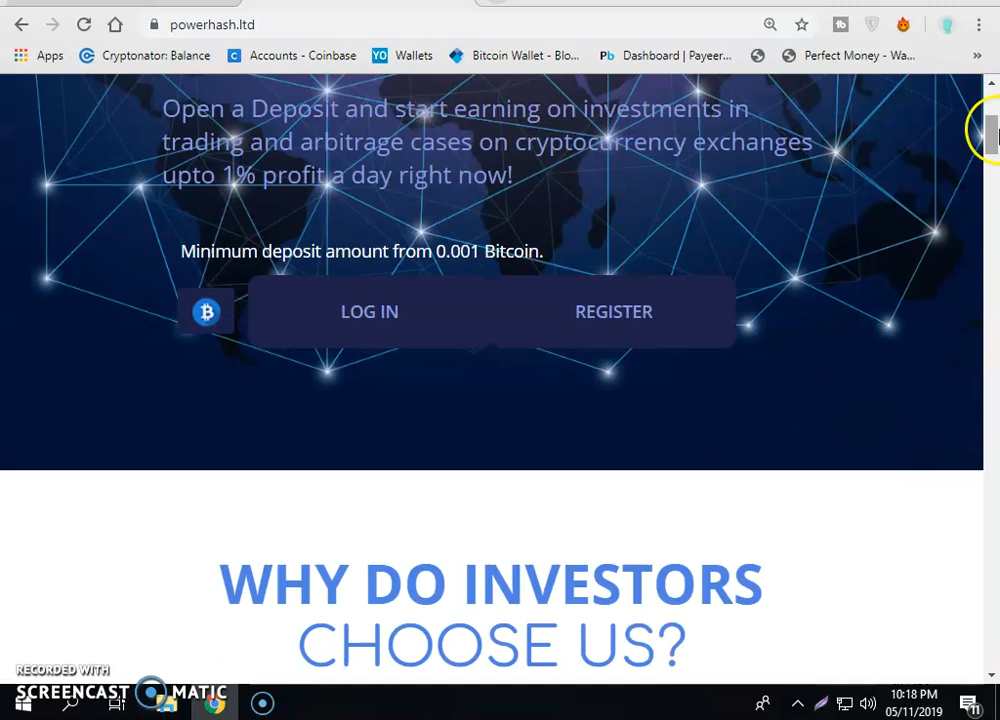 powerhash.ltd
Apps
Cryptonator: Balance
Accounts - Coinbase
YO Wallets
Bitcoin Wallet - Blo...
Pb Dashboard | Payeer...
Perfect Money - Wa...
»
Open a Deposit and start earning on investments in
trading and arbitrage cases on cryptocurrency exchanges
upto 1% profit a day right now!
Minimum deposit amount from 0.001 Bitcoin.
LOG IN
REGISTER
WHY DO INVESTORS
CHOOSE US?
RECORDED WITH
SCREENCAST MATIC
10:18 PM
05/11/2019
11